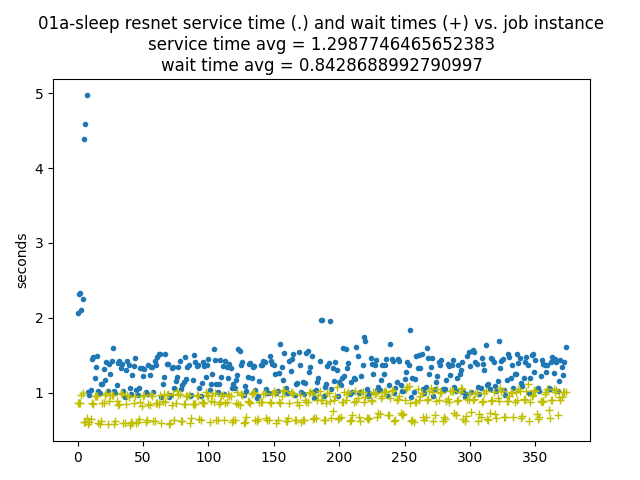 01a-sleep resnet service time (.) and wait times (+) vs. job instance
service time avg = 1.2987746465652383
wait time avg = 0.8428688992790997
5
4
3
2
1
seconds
0 50 100 150 200 250 300 350